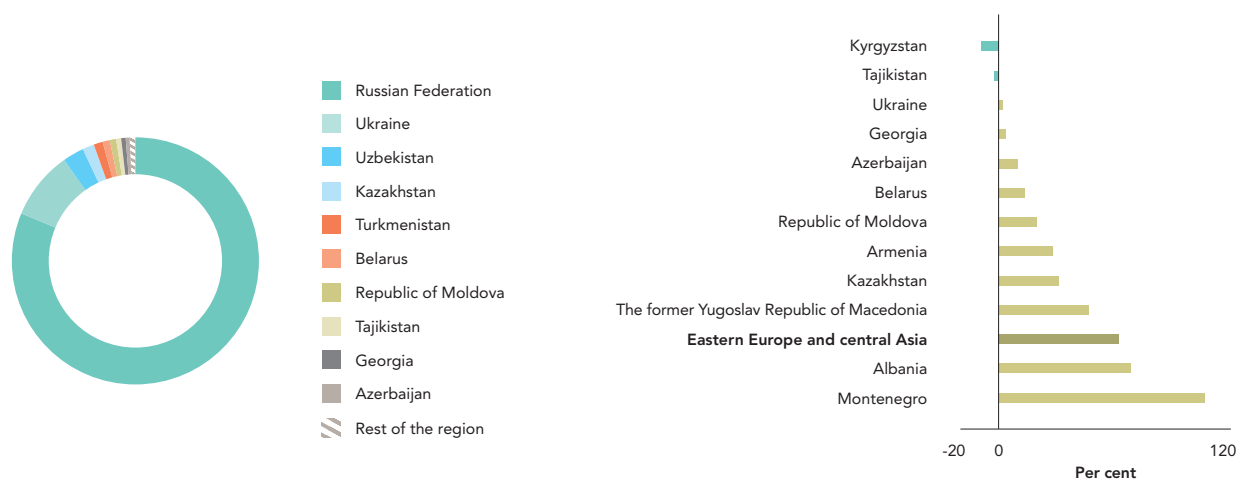 Russian Federation
Ukraine
Uzbekistan
Kazakhstan
Turkmenistan
Belarus
Republic of Moldova
Tajikistan
Georgia
Azerbaijan
Rest of the region
Kyrgyzstan
Tajikistan
Ukraine
Georgia
Azerbaijan
Belarus
Republic of Moldova
Armenia
Kazakhstan
The former Yugoslav Republic of Macedonia
Eastern Europe and central Asia
Albania
Montenegro
-20 0 120
Per cent